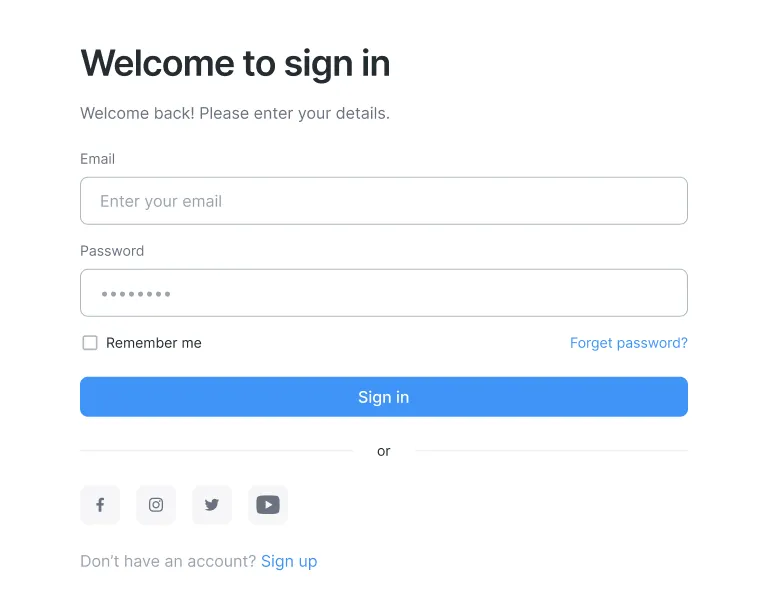 Welcome to sign in
Welcome back! Please enter your details.
Email
Enter your email
Password
Remember me
Forget password?
Sign in
or
Don’t have an account? Sign up